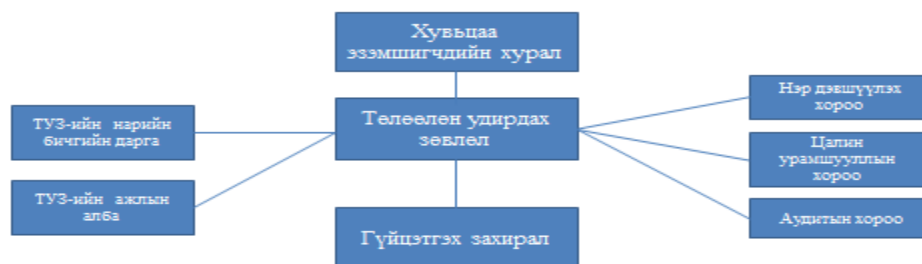 Хувьцаа
эзэмшигчдийн хурал
ТУЗ-ийн нарийн
бичгийн дарга
ТУЗ-ийн ажлын
алба
Төлөөлөн удирдах
зөвлөл
Нэр дэвшүүлэх
хороо
Цалин
урамшууллын
хороо
Аудитын хороо
Гүйцэтгэх захирал